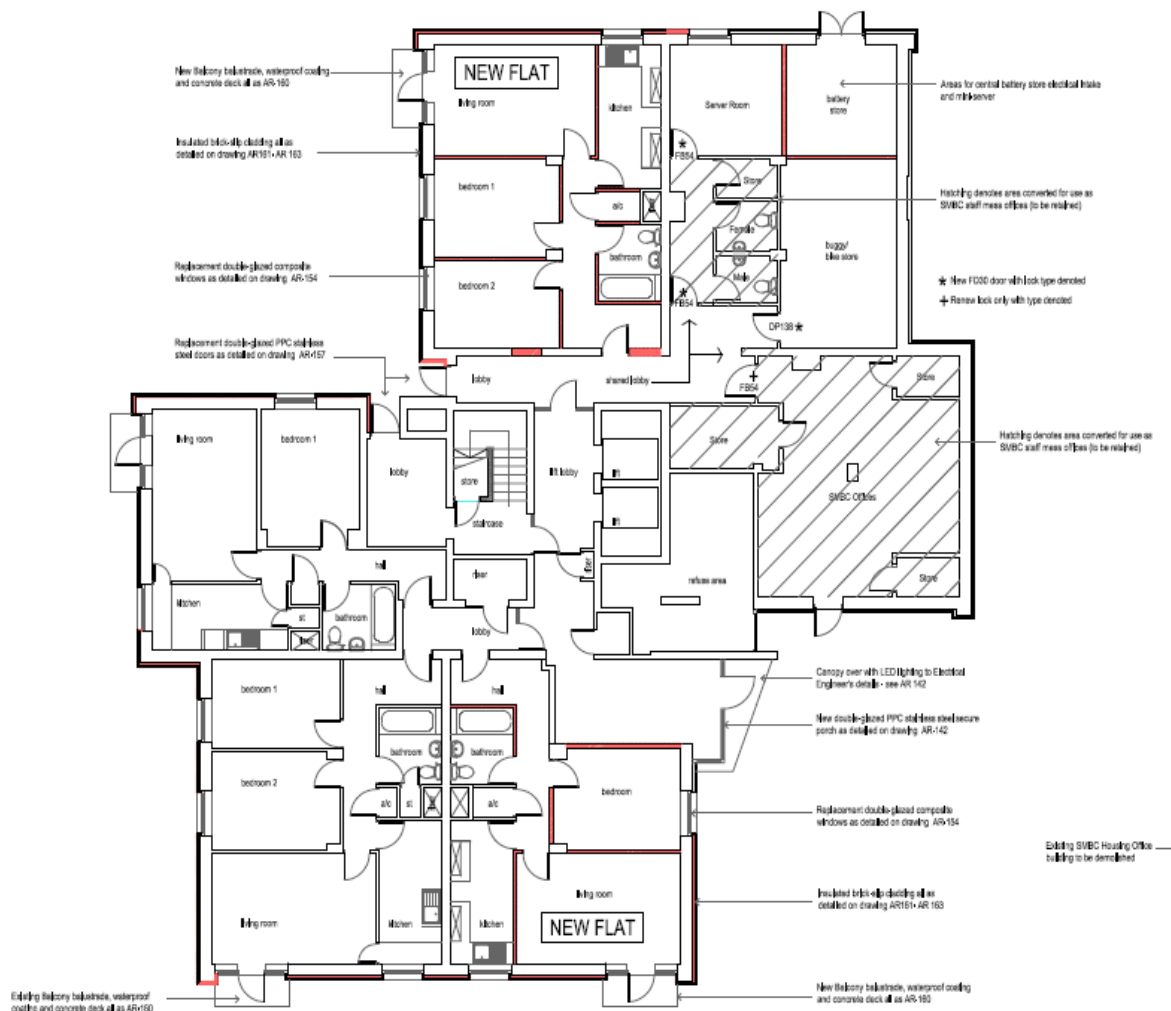 New Balcony balustrade, waterproof coating
and concrete deck all as AR-160
NEW FLAT
living room
kitchen
Server Room
battery
store
Areas for central battery store electrical intake
and mini-server
Insulated brick-slip cladding all as
detailed on drawing AR161- AR 163
FB54
bedroom 1
Store
a/c
Hatching denotes area converted for use as
SMBC staff mess offices (to be retained)
Female
bathroom
buggy/
bike store
Replacement double-glazed composite
windows as detailed on drawing AR-154
Male
bedroom 2
FB54
New FD30 door with lock type denoted
Renew lock only with type denoted
DP138
Replacement double-glazed PPC stainless
steel doors as detailed on drawing AR-157
lobby
shared lobby
FB54
Store
living room
bedroom 1
Store
Hatching denotes area converted for use as
SMBC staff mess offices (to be retained)
lobby
store
lift lobby
lift
SMBC Offices
staircase
lift
hall
riser
riser
refuse area
Store
kitchen
st
bathroom
riser
lobby
Canopy over with LED lighting to Electrical
Engineer's details - see AR 142
bedroom 1
hall
hall
New double-glazed PPC stainless steel secure
porch as detailed on drawing AR-142
bathroom
bathroom
bedroom 2
a/c
st
a/c
bedroom
Replacement double-glazed composite
windows as detailed on drawing AR-154
Existing SMBC Housing Office
building to be demolished
living room
kitchen
kitchen
living room
NEW FLAT
Insulated brick-slip cladding all as
detailed on drawing AR161- AR 163
Existing Balcony balustrade, waterproof
coating and concrete deck all as AR-160
New Balcony balustrade, waterproof coating
and concrete deck all as AR-160